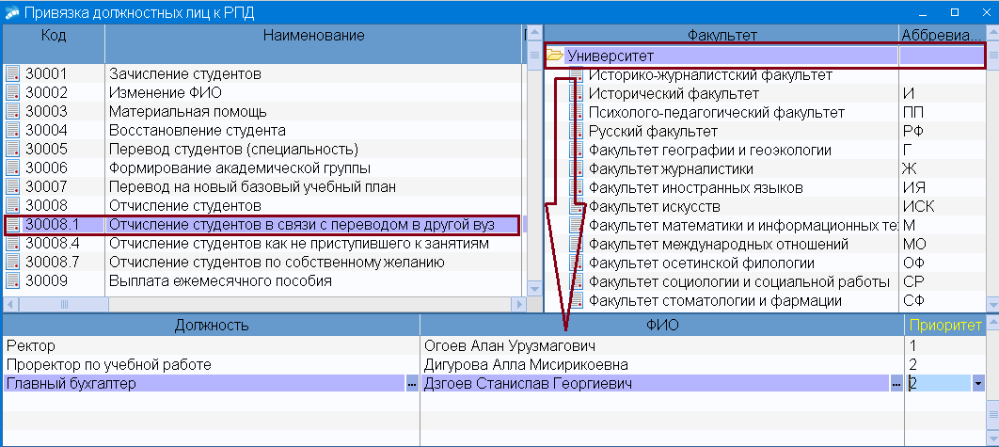 Привязка должностных лиц к РПД
Код Наименование
30001 Зачисление студентов
30002 Изменение ФИО
30003 Материальная помощь
30004 Восстановление студента
30005 Перевод студентов (специальность)
30006 Формирование академической группы
30007 Перевод на новый базовый учебный план
30008 Отчисление студентов
30008.1 Отчисление студентов в связи с переводом в другой вуз
30008.4 Отчисление студентов как не приступившего к занятиям
30008.7 Отчисление студентов по собственному желанию
30009 Выплата ежемесячного пособия
Факультет Аббревиа...
Университет
Историко-журналистский факультет
Исторический факультет И
Психолого-педагогический факультет ПП
Русский факультет РФ
Факультет географии и геоэкологии Г
Факультет журналистики Ж
Факультет иностранных языков ИЯ
Факультет искусств ИСК
Факультет математики и информационных те М
Факультет международных отношений МО
Факультет осетинской филологии ОФ
Факультет социологии и социальной работы СР
Факультет стоматологии и фармации СФ
Должность ФИО Приоритет
Ректор Огоев Алан Урузмагович 1
Проректор по учебной работе Дигурова Алла Мисирикоевна 2
Главный бухгалтер ... Дзгоев Станислав Георгиевич ... 2